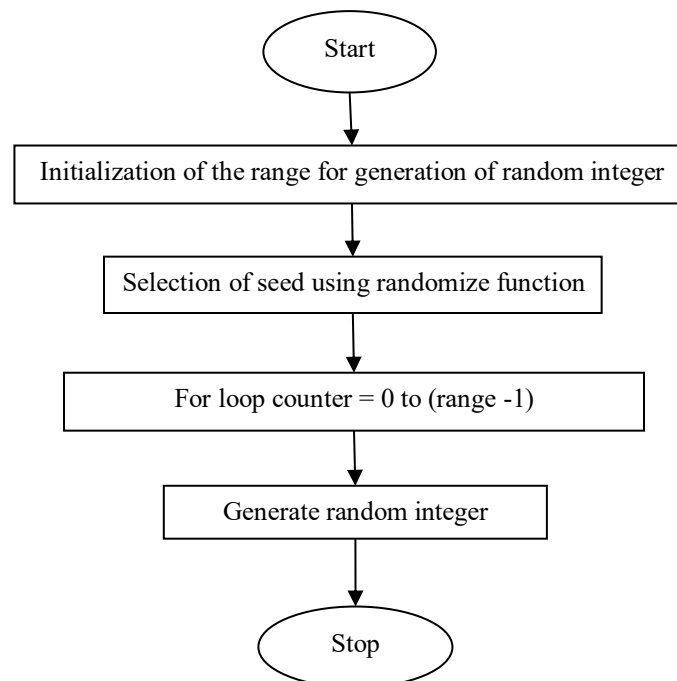 Start
Initialization of the range for generation of random integer
Selection of seed using randomize function
For loop counter = 0 to (range -1)
Generate random integer
Stop